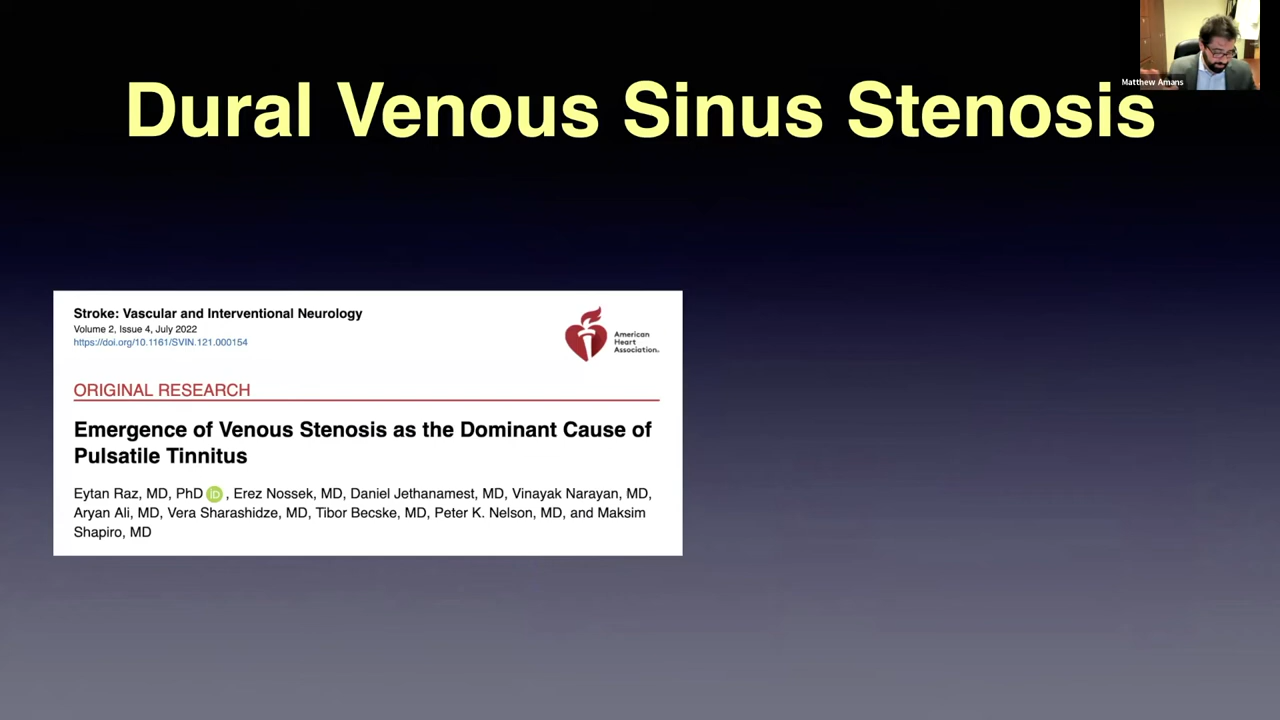 Matthew Amans
Dural Venous Sinus Stenosis
Stroke: Vascular and Interventional Neurology
Volume 2, Issue 4, July 2022
https://doi.org/10.1161/SVIN.121.000154
American
Heart
Association.
ORIGINAL RESEARCH
Emergence of Venous Stenosis as the Dominant Cause of
Pulsatile Tinnitus
Eytan Raz, MD, PhD iD , Erez Nossek, MD, Daniel Jethanamest, MD, Vinayak Narayan, MD,
Aryan Ali, MD, Vera Sharashidze, MD, Tibor Becske, MD, Peter K. Nelson, MD, and Maksim
Shapiro, MD